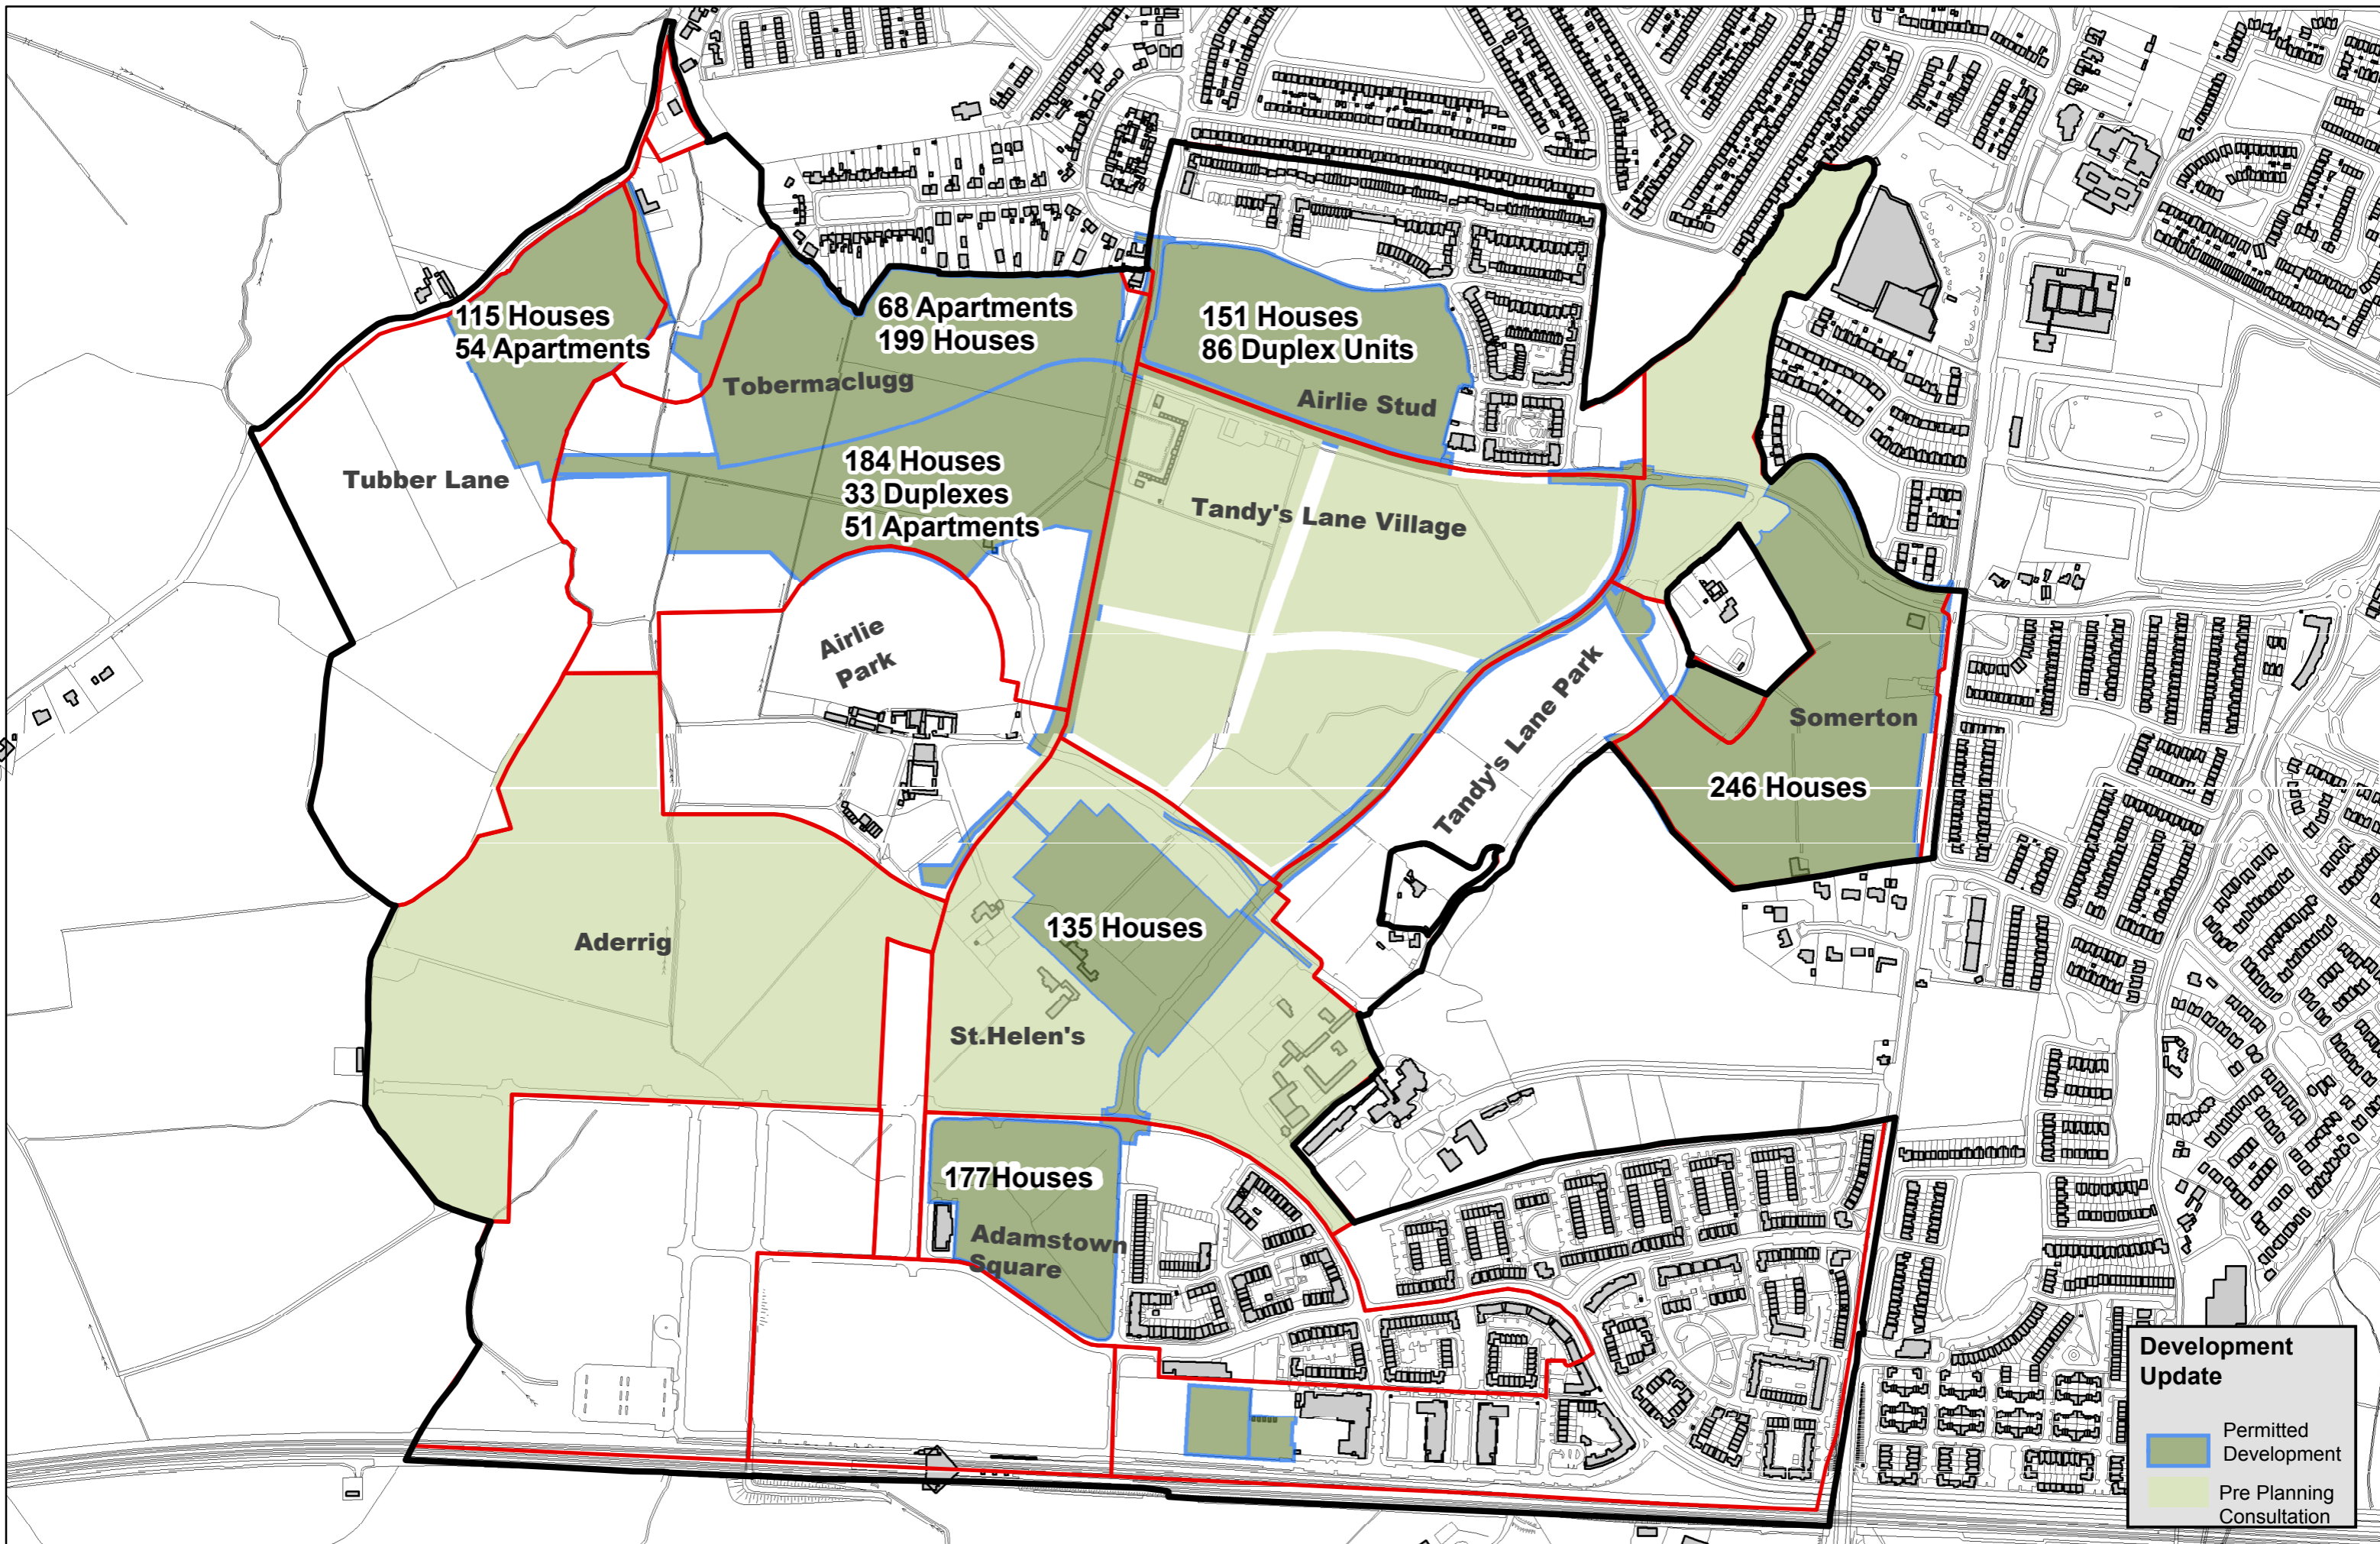 115 Houses
54 Apartments
68 Apartments
199 Houses
151 Houses
86 Duplex Units
Tobermaclugg
Airlie Stud
184 Houses
33 Duplexes
51 Apartments
Tubber Lane
Tandy's Lane Village
Airlie
Park
Tandy's Lane Park
Somerton
246 Houses
135 Houses
Aderrig
St.Helen's
177Houses
Adamstown
Square
Development
Update
Permitted
Development
Pre Planning
Consultation